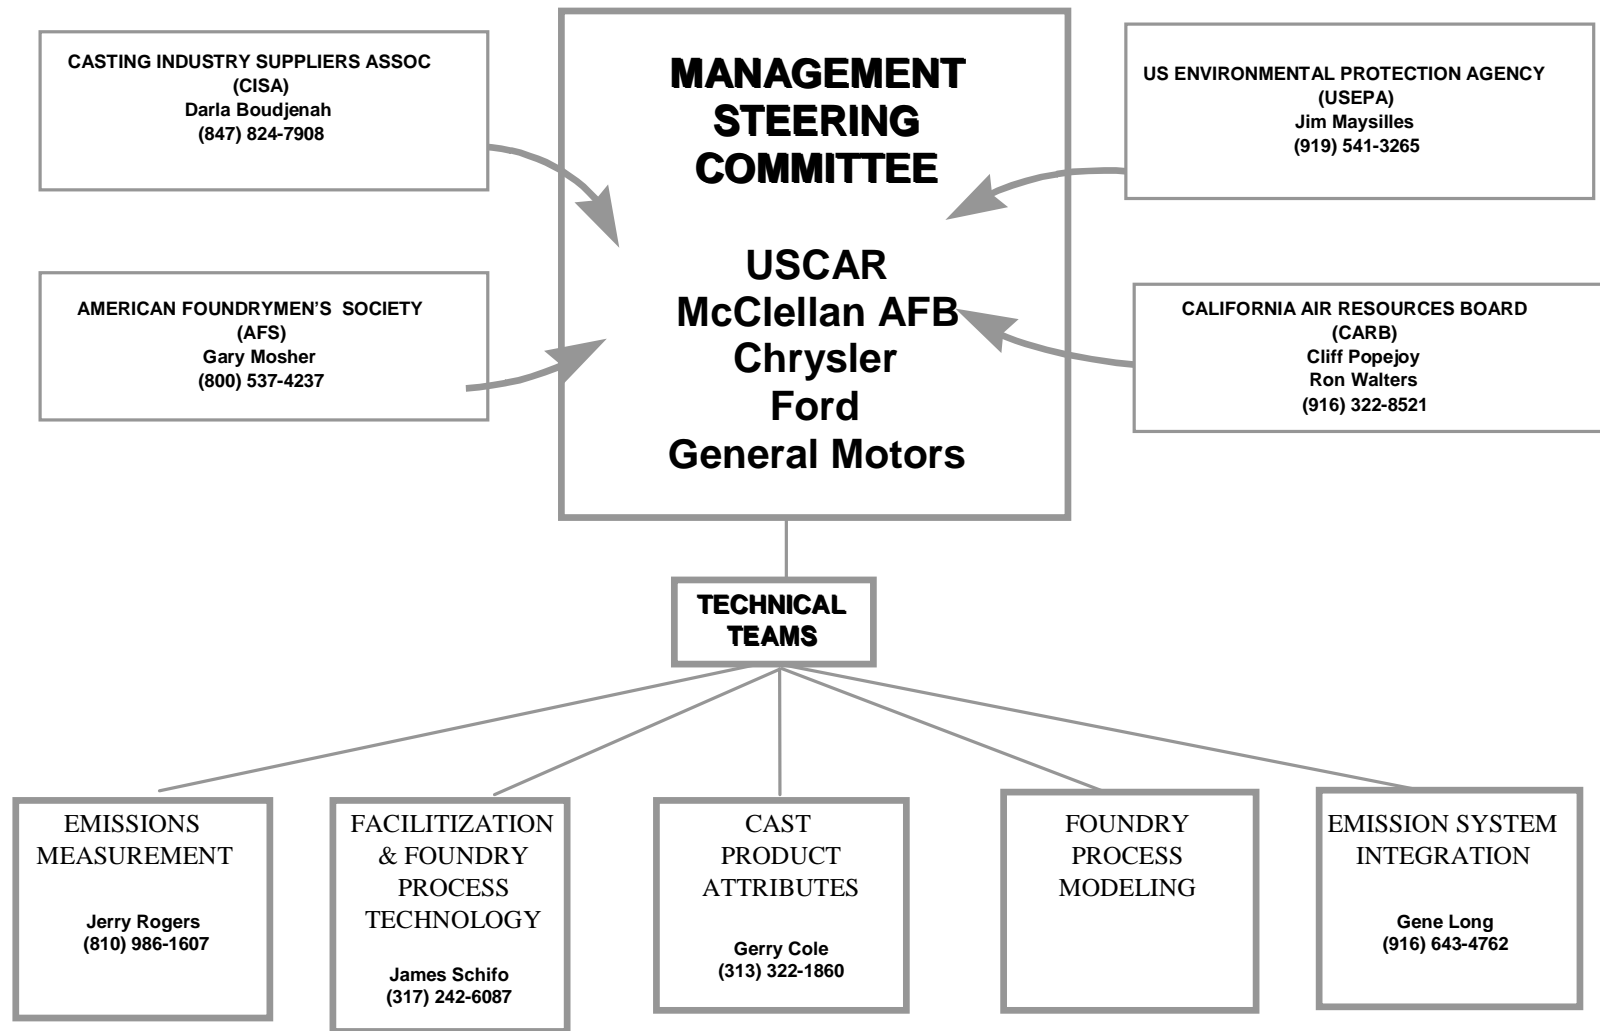 CASTING INDUSTRY SUPPLIERS ASSOC
(CISA)
Darla Boudjenah
(847) 824-7908
AMERICAN FOUNDRYMEN'S  SOCIETY
(AFS)
Gary Mosher
(800) 537-4237
MANAGEMENT
STEERING
COMMITTEE
USCAR
McClellan AFB
Chrysler
Ford
General Motors
US ENVIRONMENTAL PROTECTION AGENCY
(USEPA)
Jim Maysilles
(919) 541-3265
CALIFORNIA AIR RESOURCES BOARD
(CARB)
Cliff Popejoy
Ron Walters
(916) 322-8521
TECHNICAL
TEAMS
EMISSIONS
MEASUREMENT
Jerry Rogers
(810) 986-1607
FACILITIZATION
& FOUNDRY
PROCESS
TECHNOLOGY
James Schifo
(317) 242-6087
CAST
PRODUCT
ATTRIBUTES
Gerry Cole
(313) 322-1860
FOUNDRY
PROCESS
MODELING
EMISSION SYSTEM
INTEGRATION
Gene Long
(916) 643-4762